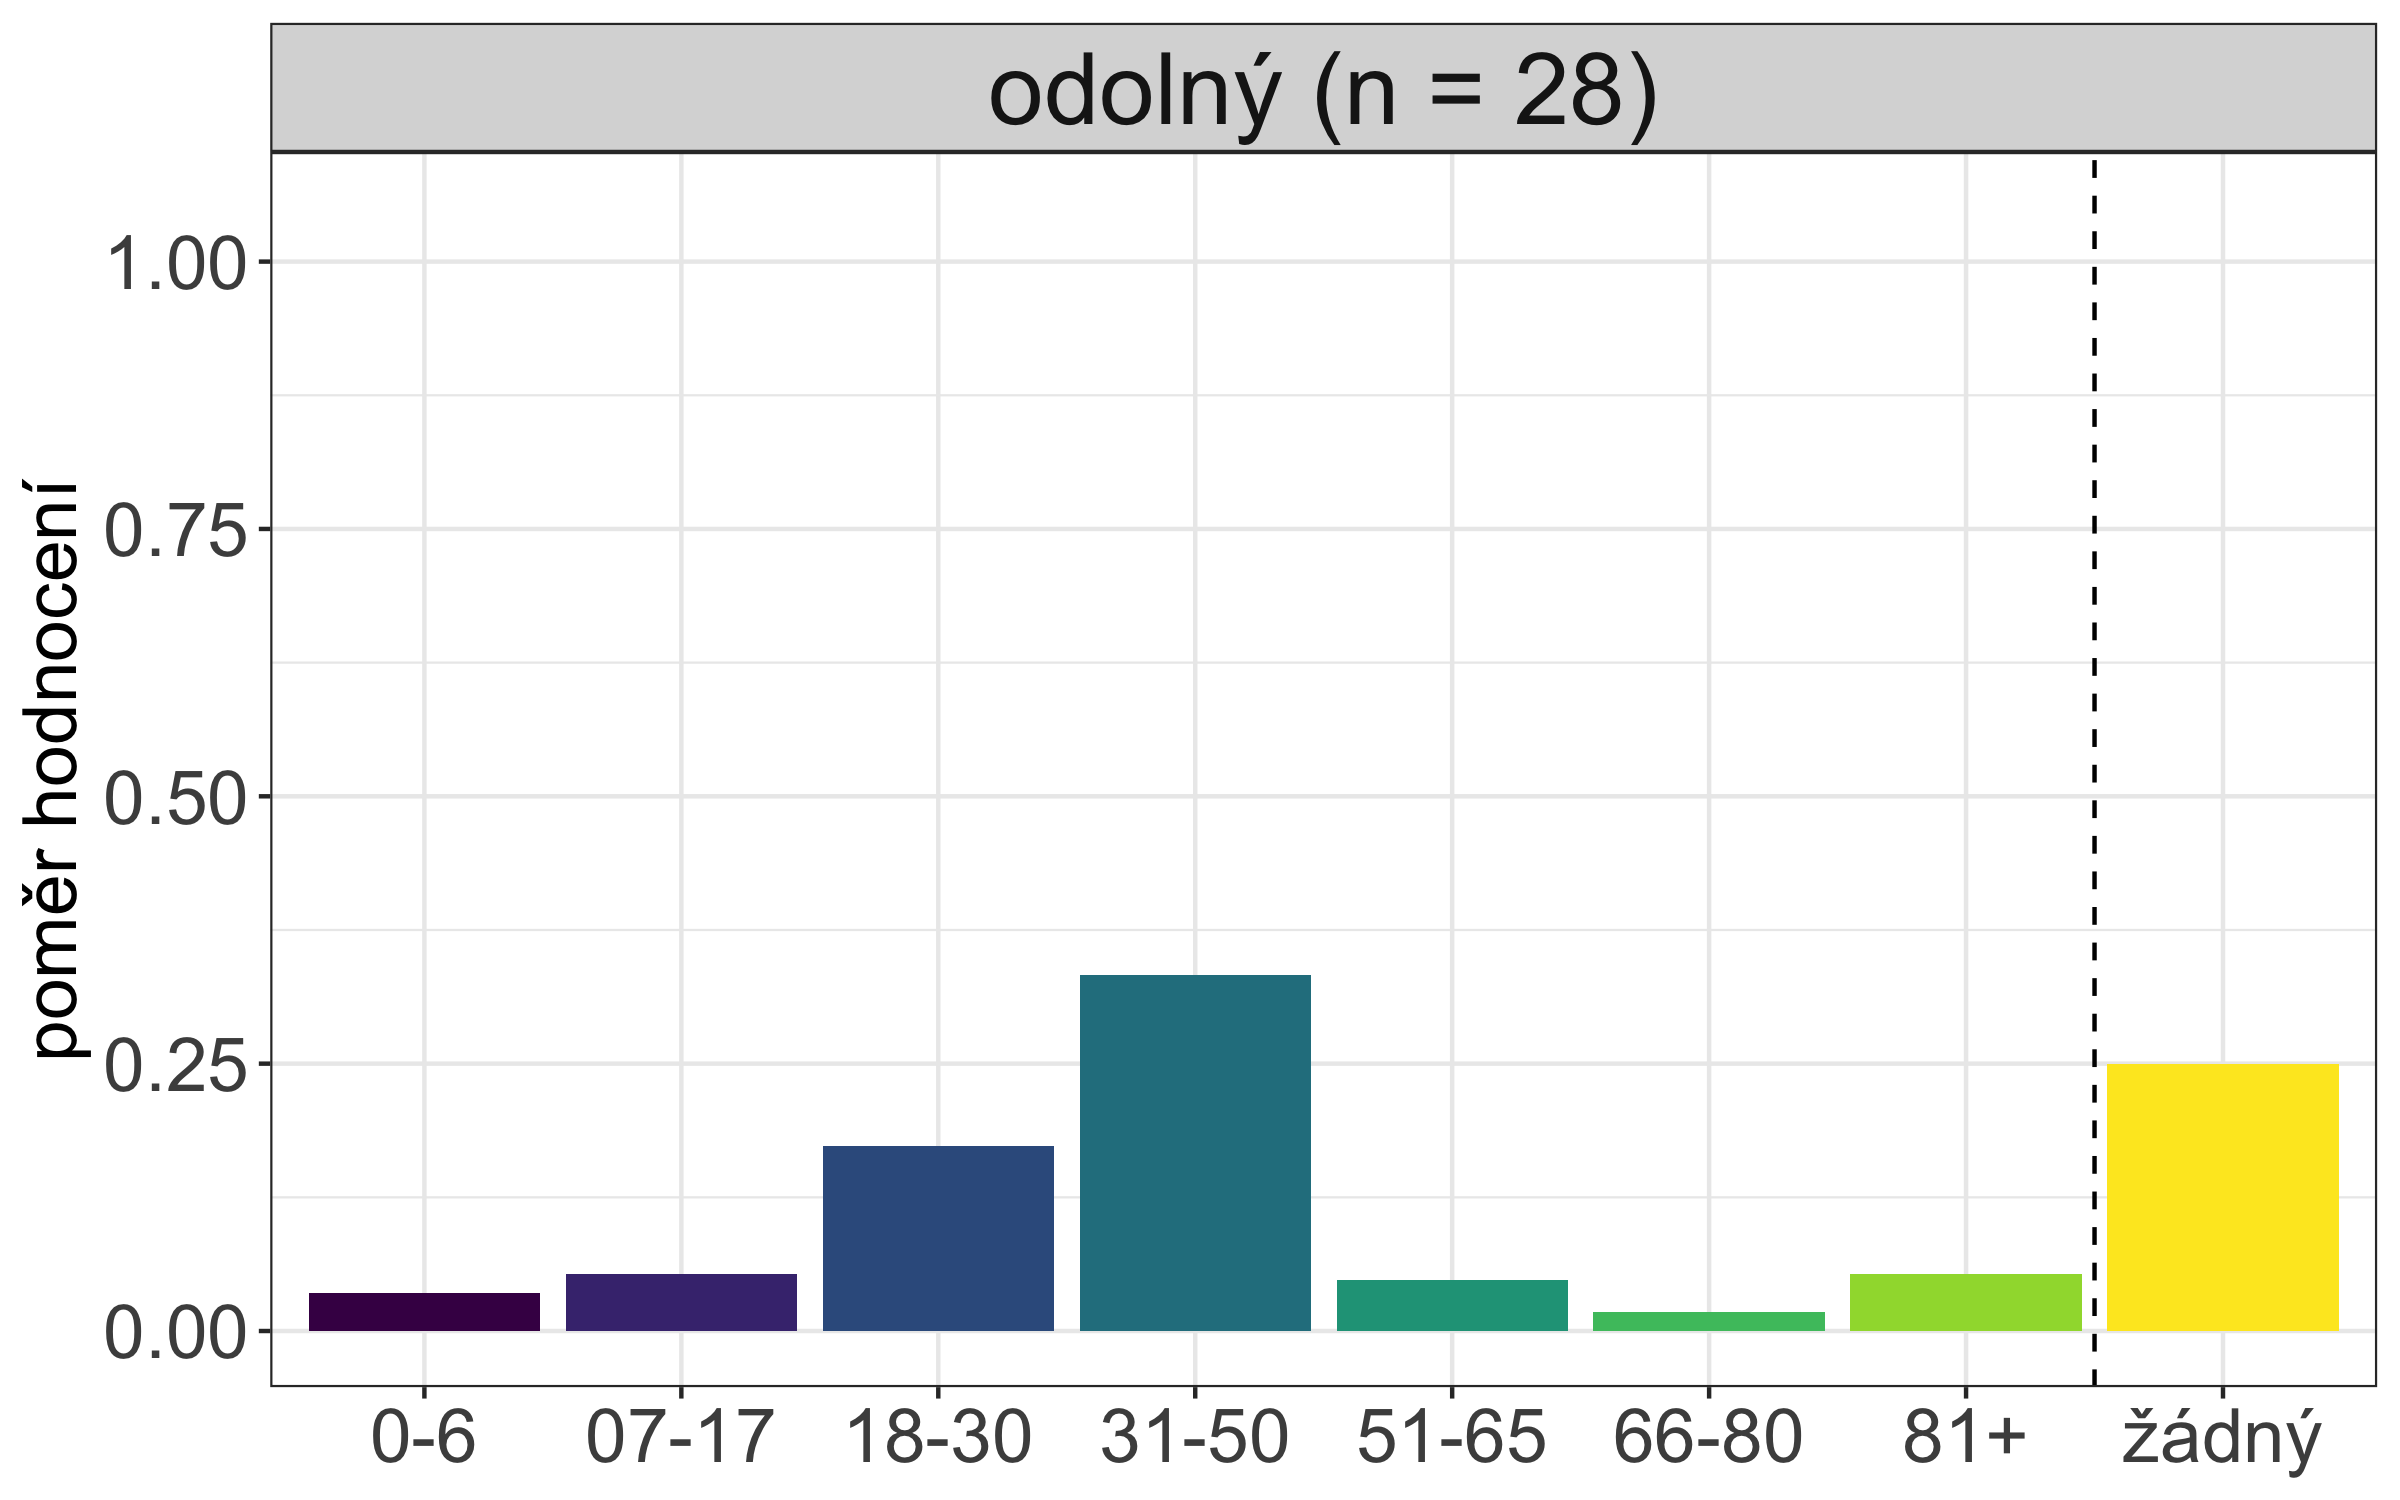 odolný (n = 28)
poměr hodnocení
1.00
0.75
0.50
0.25
0.00
0-6 07-17 18-30 31-50 51-65 66-80 81+ žádný